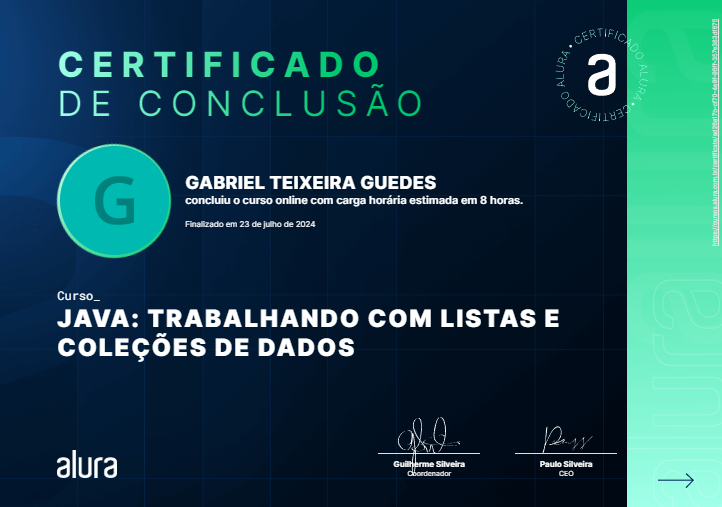 CERTIFICADO
DE CONCLUSÃO
CERTIFICADO ALURA • CERTIFICADO ALURA •
a
G
GABRIEL TEIXEIRA GUEDES
concluiu o curso online com carga horária estimada em 8 horas.
Finalizado em 23 de julho de 2024
Curso_
JAVA: TRABALHANDO COM LISTAS E
COLEÇÕES DE DADOS
alura
Guilherme Silveira
Coordenador
Paulo Silveira
CEO
alura